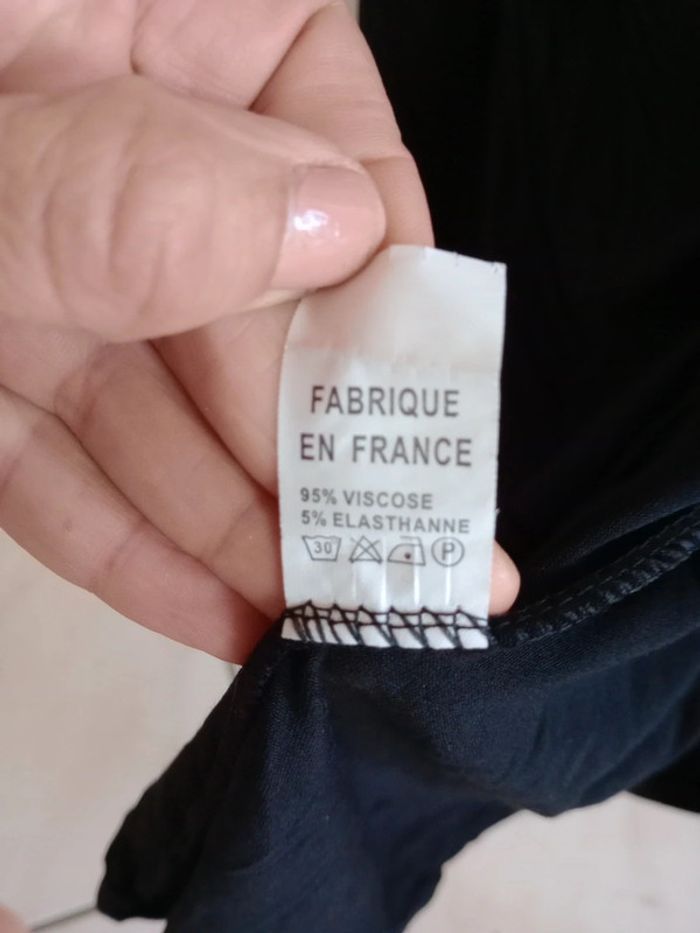 FABRIQUE
EN FRANCE
95% VISCOSE
5% ELASTHANNE
30 P